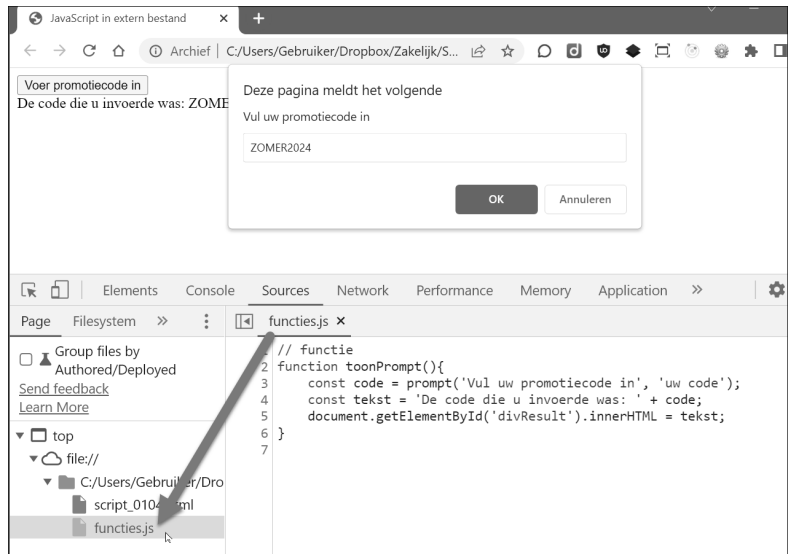 JavaScript in extern bestand
Archief | C:/Users/Gebruiker/Dropbox/Zakelijk/S...
Voer promotiecode in
De code die u invoerde was: ZOME
Deze pagina meldt het volgende
Vul uw promotiecode in
ZOMER2024
OK Annuleren
Elements Console Sources Network Performance Memory Application »
Page Filesystem »
functies.js
Group files by
Authored/Deployed
Send feedback
Learn More
top
file://
C:/Users/Gebruiker/Dro
functies.js
// functie
2 function toonPrompt(){
3 const code = prompt('Vul uw promotiecode in', 'uw code');
4 const tekst = 'De code die u invoerde was: ' + code;
5 document.getElementById('divResult').innerHTML = tekst;
6 }
7